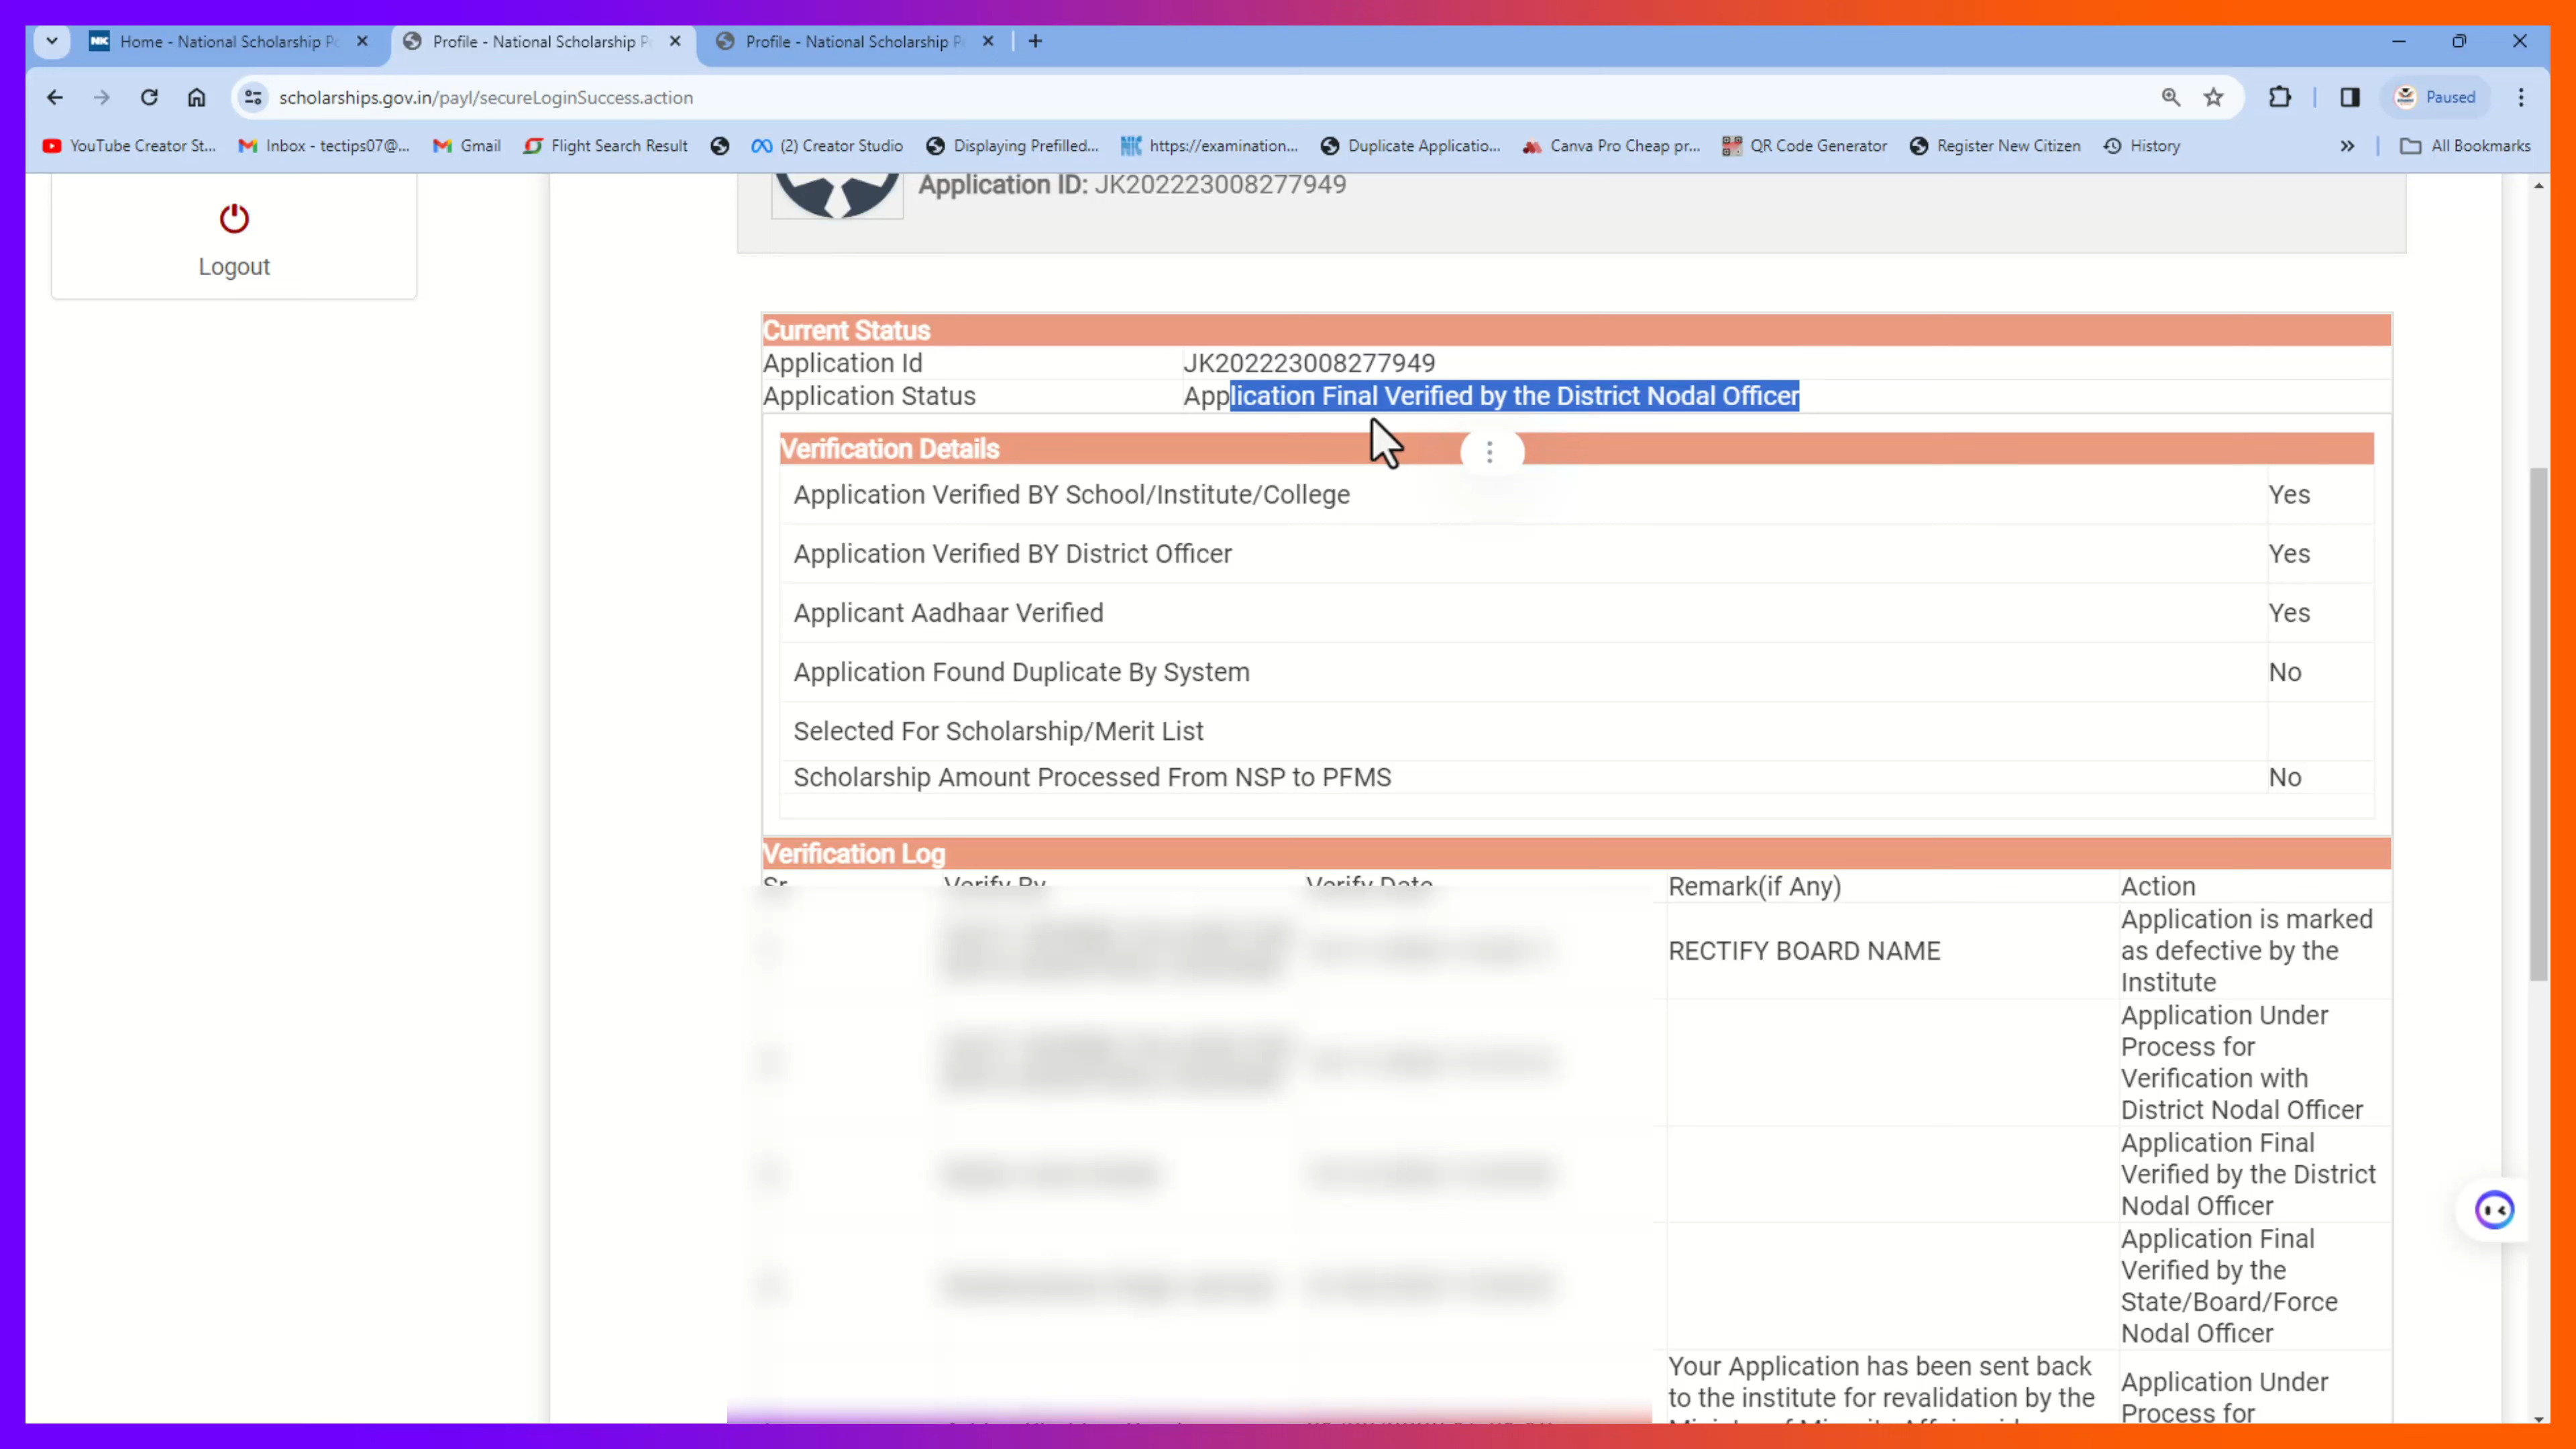 Home - National Scholarship Po
Profile - National Scholarship P
Profile - National Scholarship P
scholarships.gov.in/payl/secureLoginSuccess.action
Paused
YouTube Creator St...
Inbox - tectips07@...
Gmail
Flight Search Result
(2) Creator Studio
Displaying Prefilled...
NIC
https://examination...
Duplicate Applicatio...
Canva Pro Cheap pr...
QR Code Generator
Register New Citizen
History
»
All Bookmarks
Logout
Application ID: JK202223008277949
Current Status
Application Id JK202223008277949
Application Status Application Final Verified by the District Nodal Officer
Verification Details
Application Verified BY School/Institute/College Yes
Application Verified BY District Officer Yes
Applicant Aadhaar Verified Yes
Application Found Duplicate By System No
Selected For Scholarship/Merit List
Scholarship Amount Processed From NSP to PFMS No
Verification Log
Sr Verify By Verify Date Remark(if Any) Action
RECTIFY BOARD NAME
Application is marked
as defective by the
Institute
Application Under
Process for
Verification with
District Nodal Officer
Application Final
Verified by the District
Nodal Officer
Application Final
Verified by the
State/Board/Force
Nodal Officer
Your Application has been sent back
to the institute for revalidation by the
Application Under
Process for